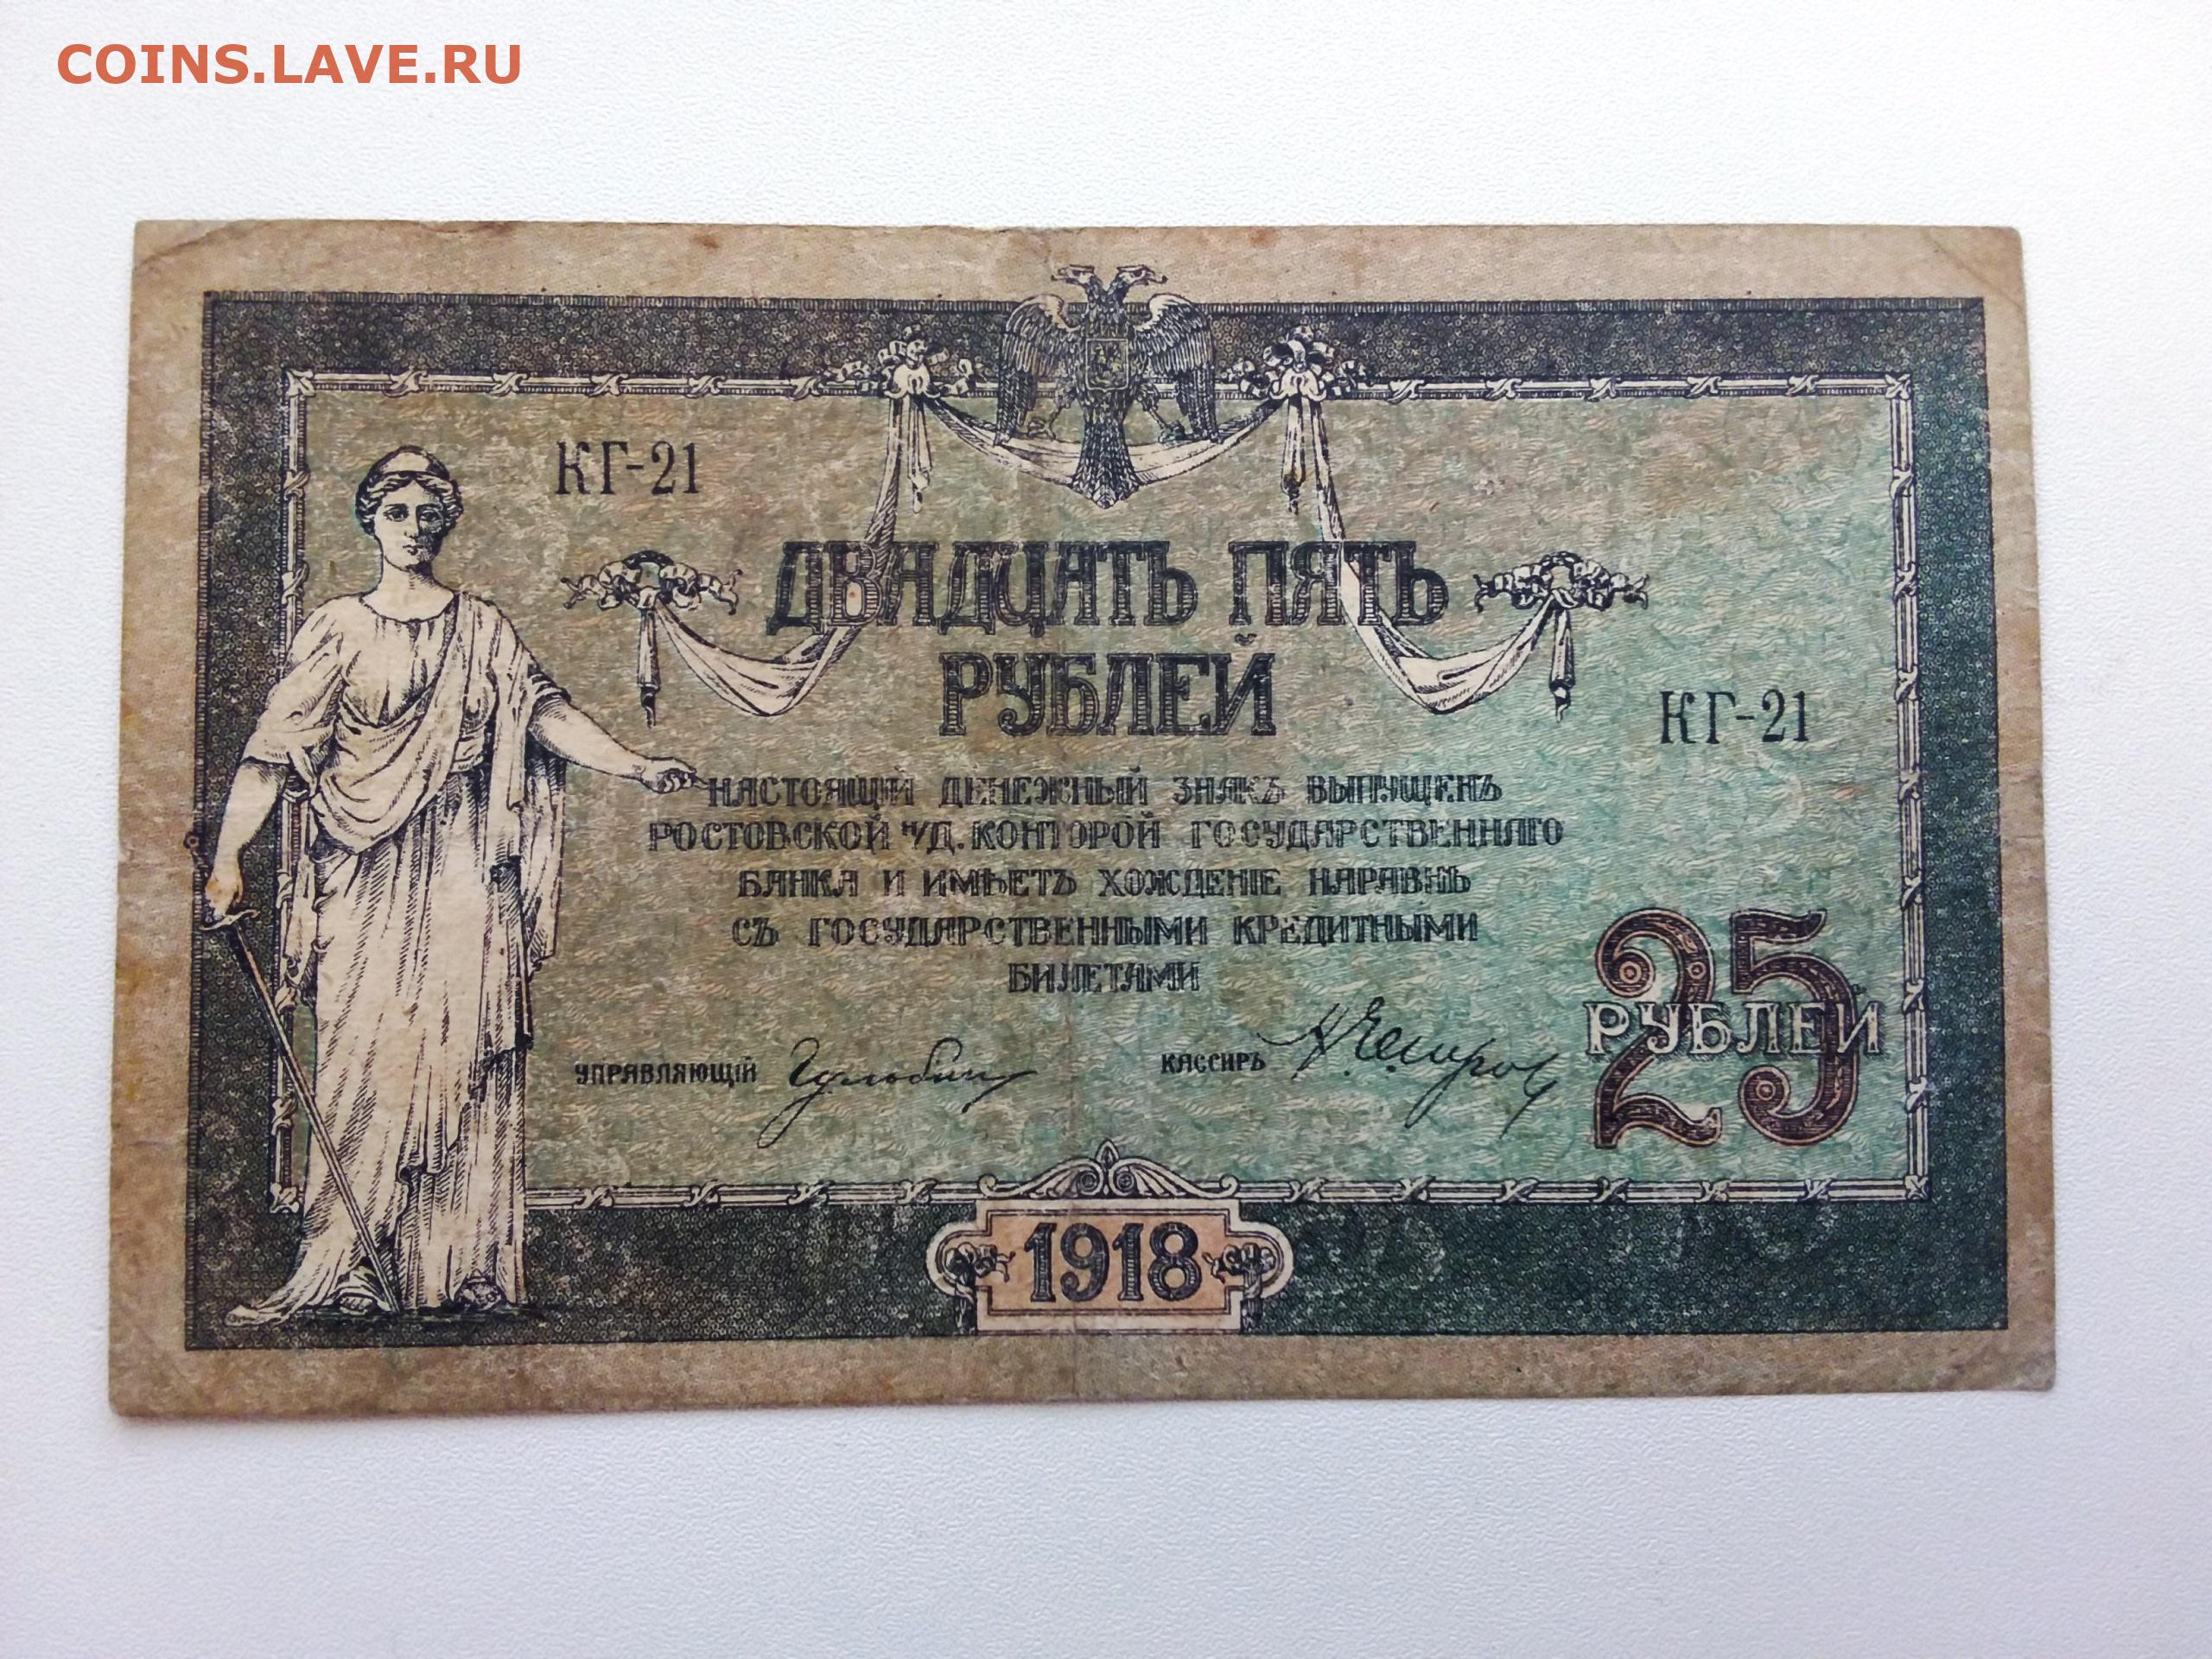 COINS.LAVE.RU
КГ-21
ДВАДЦАТЬ ПЯТЬ
РУБЛЕЙ
КГ-21
НАСТОЯЩІЙ ДЕНЕЖНЫЙ ЗНАКЪ ВЫПУЩЕНЪ
РОСТОВСКОЙ Н/Д. КОНТОРОЙ ГОСУДАРСТВЕННАГО
БАНКА И ИМѢЕТЪ ХОЖДЕНІЕ НАРАВНѢ
СЪ ГОСУДАРСТВЕННЫМИ КРЕДИТНЫМИ
БИЛЕТАМИ
25
РУБЛЕЙ
УПРАВЛЯЮЩІЙ
КАССИРЪ
1918